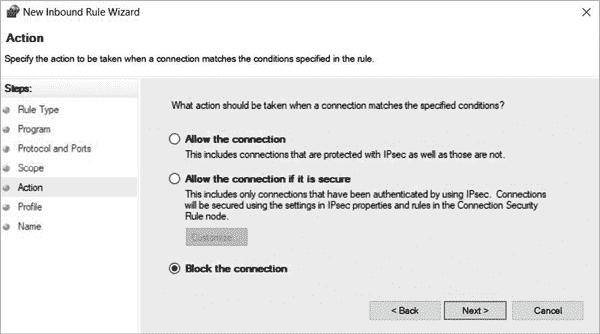 New Inbound Rule Wizard
Action
Specify the action to be taken when a connection matches the conditions specified in the rule.
Steps:
Rule Type
Program
Protocol and Ports
Scope
Action
Profile
Name
What action should be taken when a connection matches the specified conditions?
Allow the connection
This includes connections that are protected with IPsec as well as those are not.
Allow the connection if it is secure
This includes only connections that have been authenticated by using IPsec. Connections
will be secured using the settings in IPsec properties and rules in the Connection Security
Rule node.
Customize...
Block the connection
< Back
Next >
Cancel